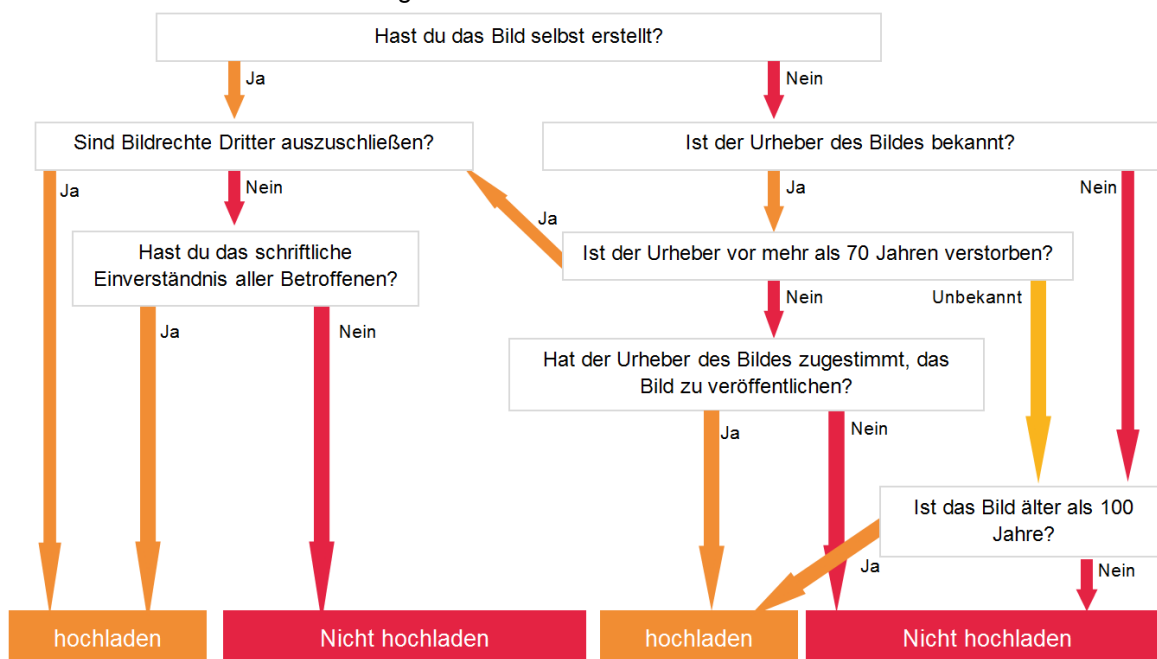 Hast du das Bild selbst erstellt?
Ja
Nein
Sind Bildrechte Dritter auszuschließen?
Ist der Urheber des Bildes bekannt?
Ja
Nein
Ja
Nein
Ja
Hast du das schriftliche
Einverständnis aller Betroffenen?
Ist der Urheber vor mehr als 70 Jahren verstorben?
Ja
Nein
Nein
Unbekannt
Hat der Urheber des Bildes zugestimmt, das
Bild zu veröffentlichen?
Ja
Nein
Ist das Bild älter als 100
Jahre?
Ja
Nein
hochladen
Nicht hochladen
hochladen
Nicht hochladen